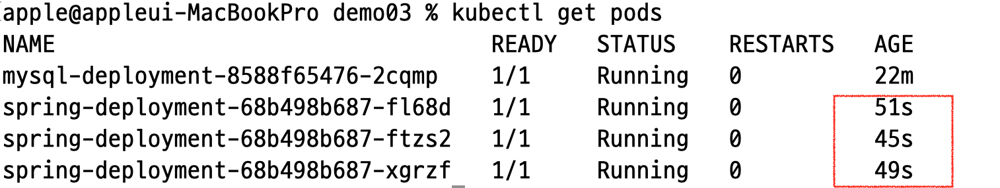 apple@appleui-MacBookPro demo03 % kubectl get pods
NAME READY STATUS RESTARTS AGE
mysql-deployment-8588f65476-2cqmp 1/1 Running 0 22m
spring-deployment-68b498b687-fl68d 1/1 Running 0 51s
spring-deployment-68b498b687-ftzs2 1/1 Running 0 45s
spring-deployment-68b498b687-xgrzf 1/1 Running 0 49s